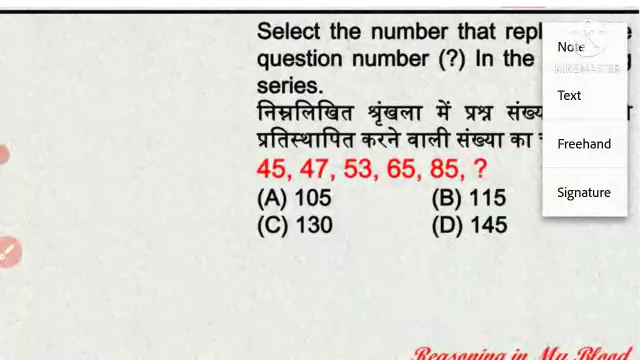 Select the number that repl
question number (?) In the
series.
निम्नलिखित श्रृंखला में प्रश्न
प्रतिस्थापित करने वाली संख्या का
45, 47, 53, 65, 85, ?
(A) 105 (B) 115
(C) 130 (D) 145
Note
Text
Freehand
Signature
KINEMASTER
Reasoning in My Blood